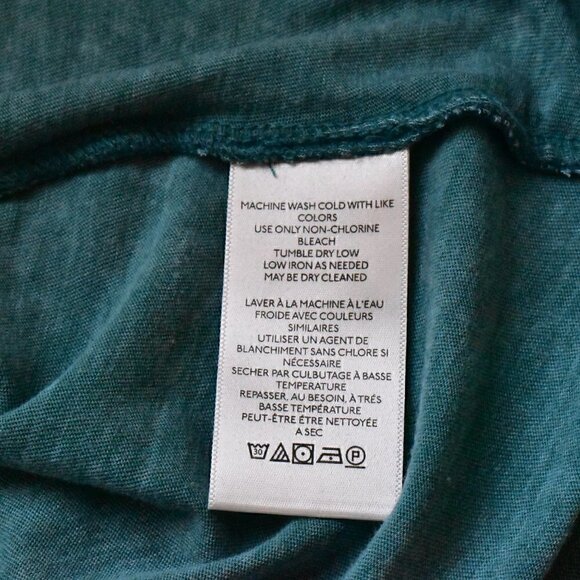 MACHINE WASH COLD WITH LIKE
COLORS
USE ONLY NON-CHLORINE
BLEACH
TUMBLE DRY LOW
LOW IRON AS NEEDED
MAY BE DRY CLEANED
LAVER À LA MACHINE À L'EAU
FROIDE AVEC COULEURS
SIMILAIRES
UTILISER UN AGENT DE
BLANCHIMENT SANS CHLORE SI
NÉCESSAIRE
SECHER PAR CULBUTAGE À BASSE
TEMPERATURE
REPASSER, AU BESOIN, À TRÉS
BASSE TEMPÉRATURE
PEUT-ÊTRE ÉTRE NETTOYÉE
A SEC
30 P